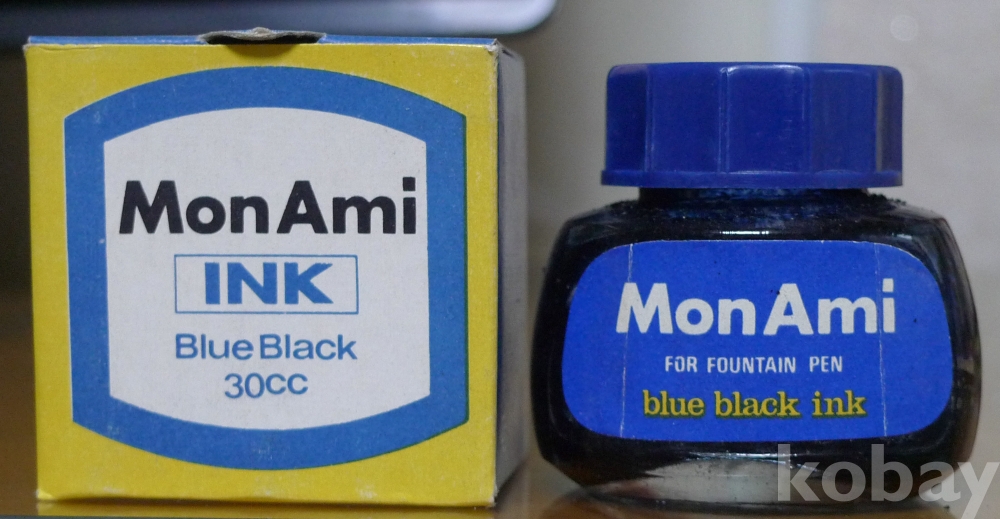 MonAmi
INK
Blue Black
30CC
MonAmi
FOR FOUNTAIN PEN
blue black ink
kobay